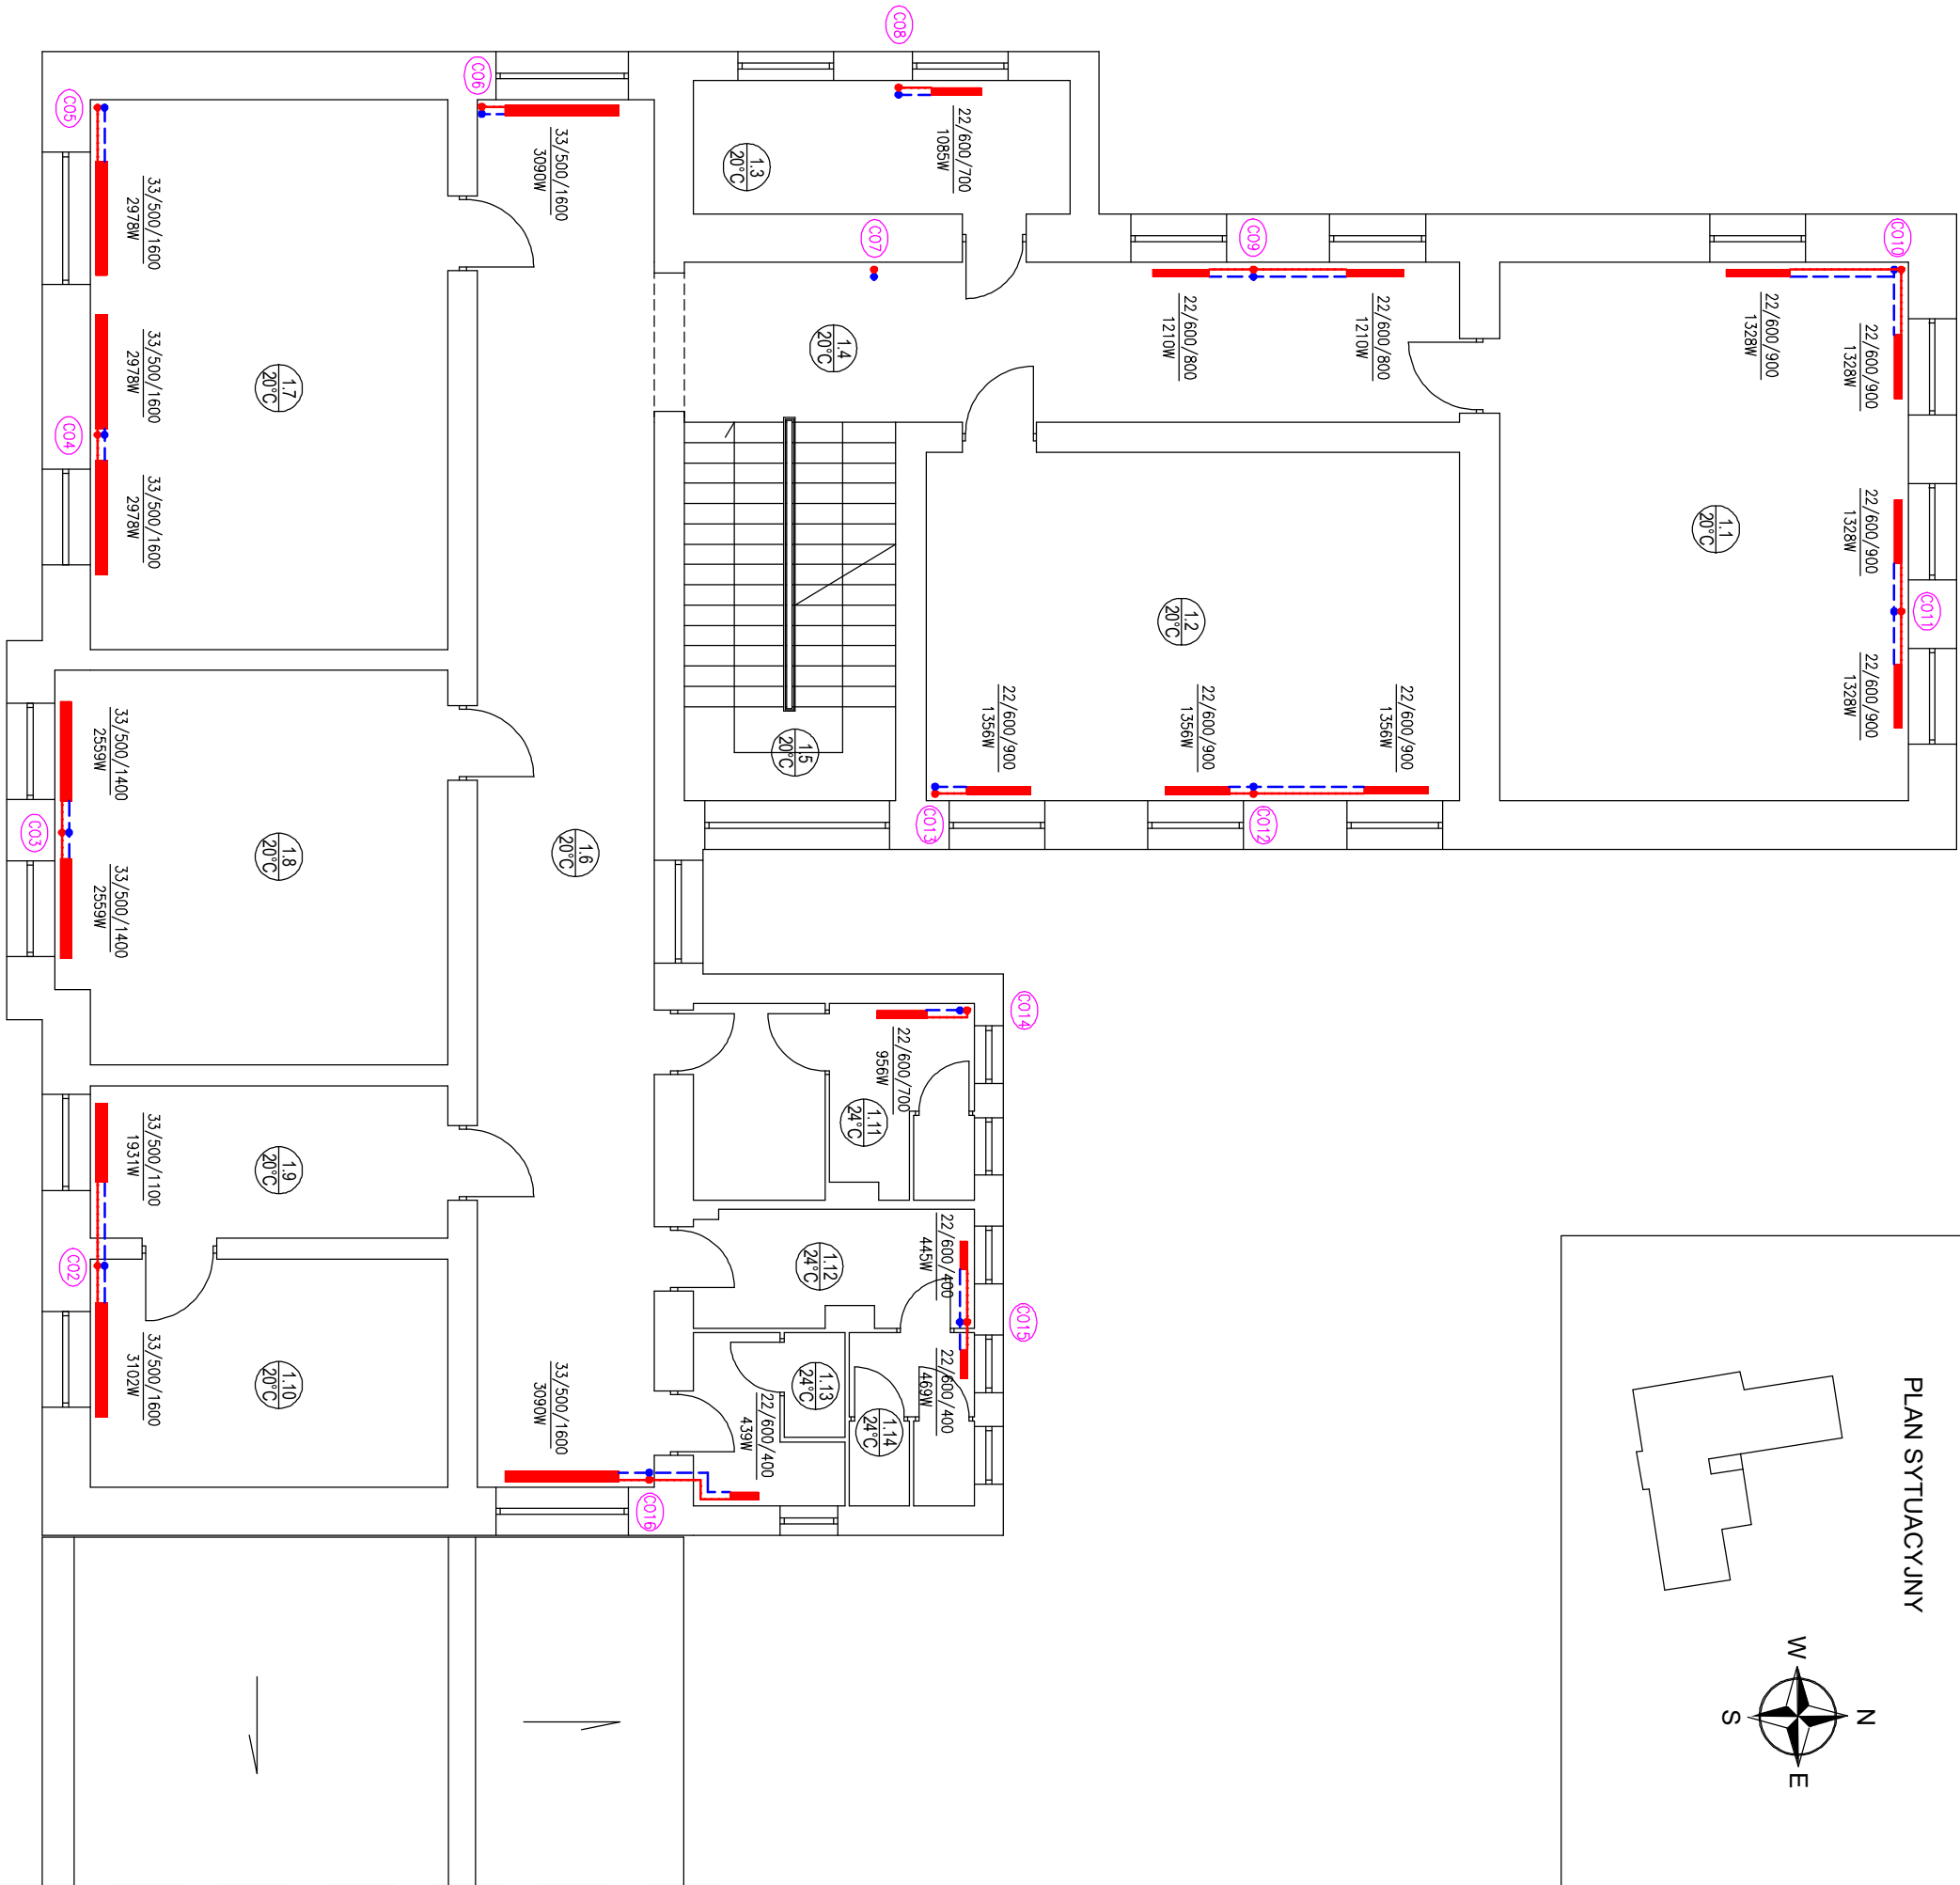 C08
C06
C05
22/600/700
1085W
1.3
20°C
33/500/1600
3090W
33/500/1600
2978W
C07
C09
C010
22/600/800
1210W
22/600/800
1210W
22/600/900
1328W
22/600/900
1328W
1.4
20°C
33/500/1600
2978W
1.7
20°C
C04
33/500/1600
2978W
22/600/900
1328W
1.1
20°C
C011
1.2
20°C
22/600/900
1328W
22/600/900
1356W
22/600/900
1356W
22/600/900
1356W
1.5
20°C
33/500/1400
2559W
C03
1.8
20°C
1.6
20°C
C013
C012
33/500/1400
2559W
C014
22/600/700
956W
1.11
24°C
33/500/1100
1931W
1.9
20°C
C02
1.12
24°C
22/600/400
445W
C015
33/500/1600
3102W
1.10
20°C
33/500/1600
3090W
1.13
24°C
22/600/400
469W
1.14
24°C
22/600/400
439W
C016
PLAN SYTUACYJNY
W
N
S
E